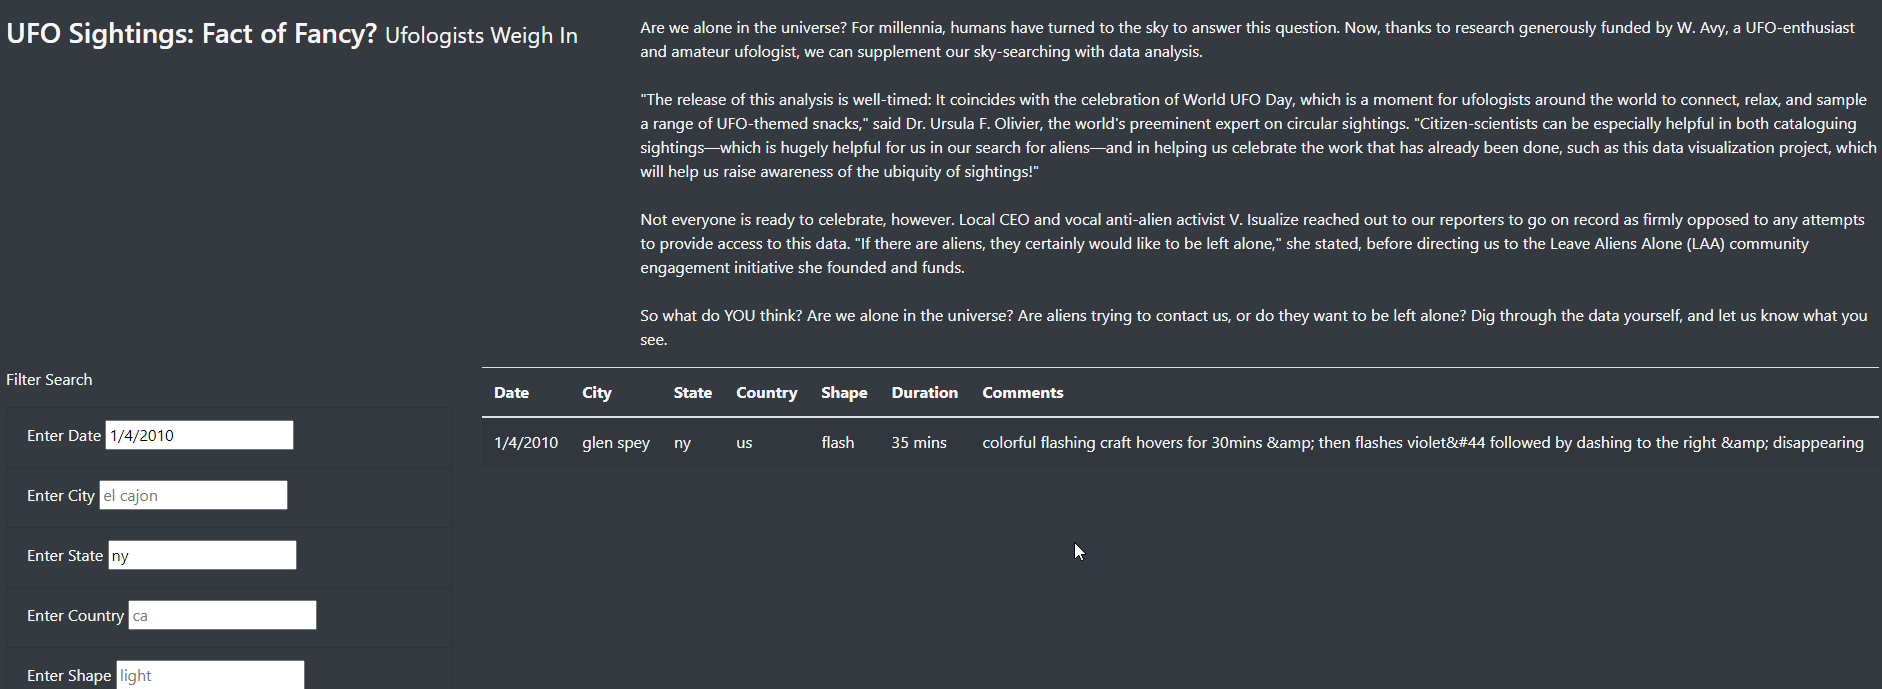 UFO Sightings: Fact of Fancy? Ufologists Weigh In
Are we alone in the universe? For millennia, humans have turned to the sky to answer this question. Now, thanks to research generously funded by W. Avy, a UFO-enthusiast
and amateur ufologist, we can supplement our sky-searching with data analysis.
"The release of this analysis is well-timed: It coincides with the celebration of World UFO Day, which is a moment for ufologists around the world to connect, relax, and sample
a range of UFO-themed snacks," said Dr. Ursula F. Olivier, the world's preeminent expert on circular sightings. "Citizen-scientists can be especially helpful in both cataloguing
sightings—which is hugely helpful for us in our search for aliens—and in helping us celebrate the work that has already been done, such as this data visualization project, which
will help us raise awareness of the ubiquity of sightings!"
Not everyone is ready to celebrate, however. Local CEO and vocal anti-alien activist V. Isualize reached out to our reporters to go on record as firmly opposed to any attempts
to provide access to this data. "If there are aliens, they certainly would like to be left alone," she stated, before directing us to the Leave Aliens Alone (LAA) community
engagement initiative she founded and funds.
So what do YOU think? Are we alone in the universe? Are aliens trying to contact us, or do they want to be left alone? Dig through the data yourself, and let us know what you
see.
Filter Search
Enter Date 1/4/2010
Enter City el cajon
Enter State ny
Enter Country ca
Enter Shape light
Date City State Country Shape Duration Comments
1/4/2010 glen spey ny us flash 35 mins colorful flashing craft hovers for 30mins &amp; then flashes violet&#44 followed by dashing to the right &amp; disappearing